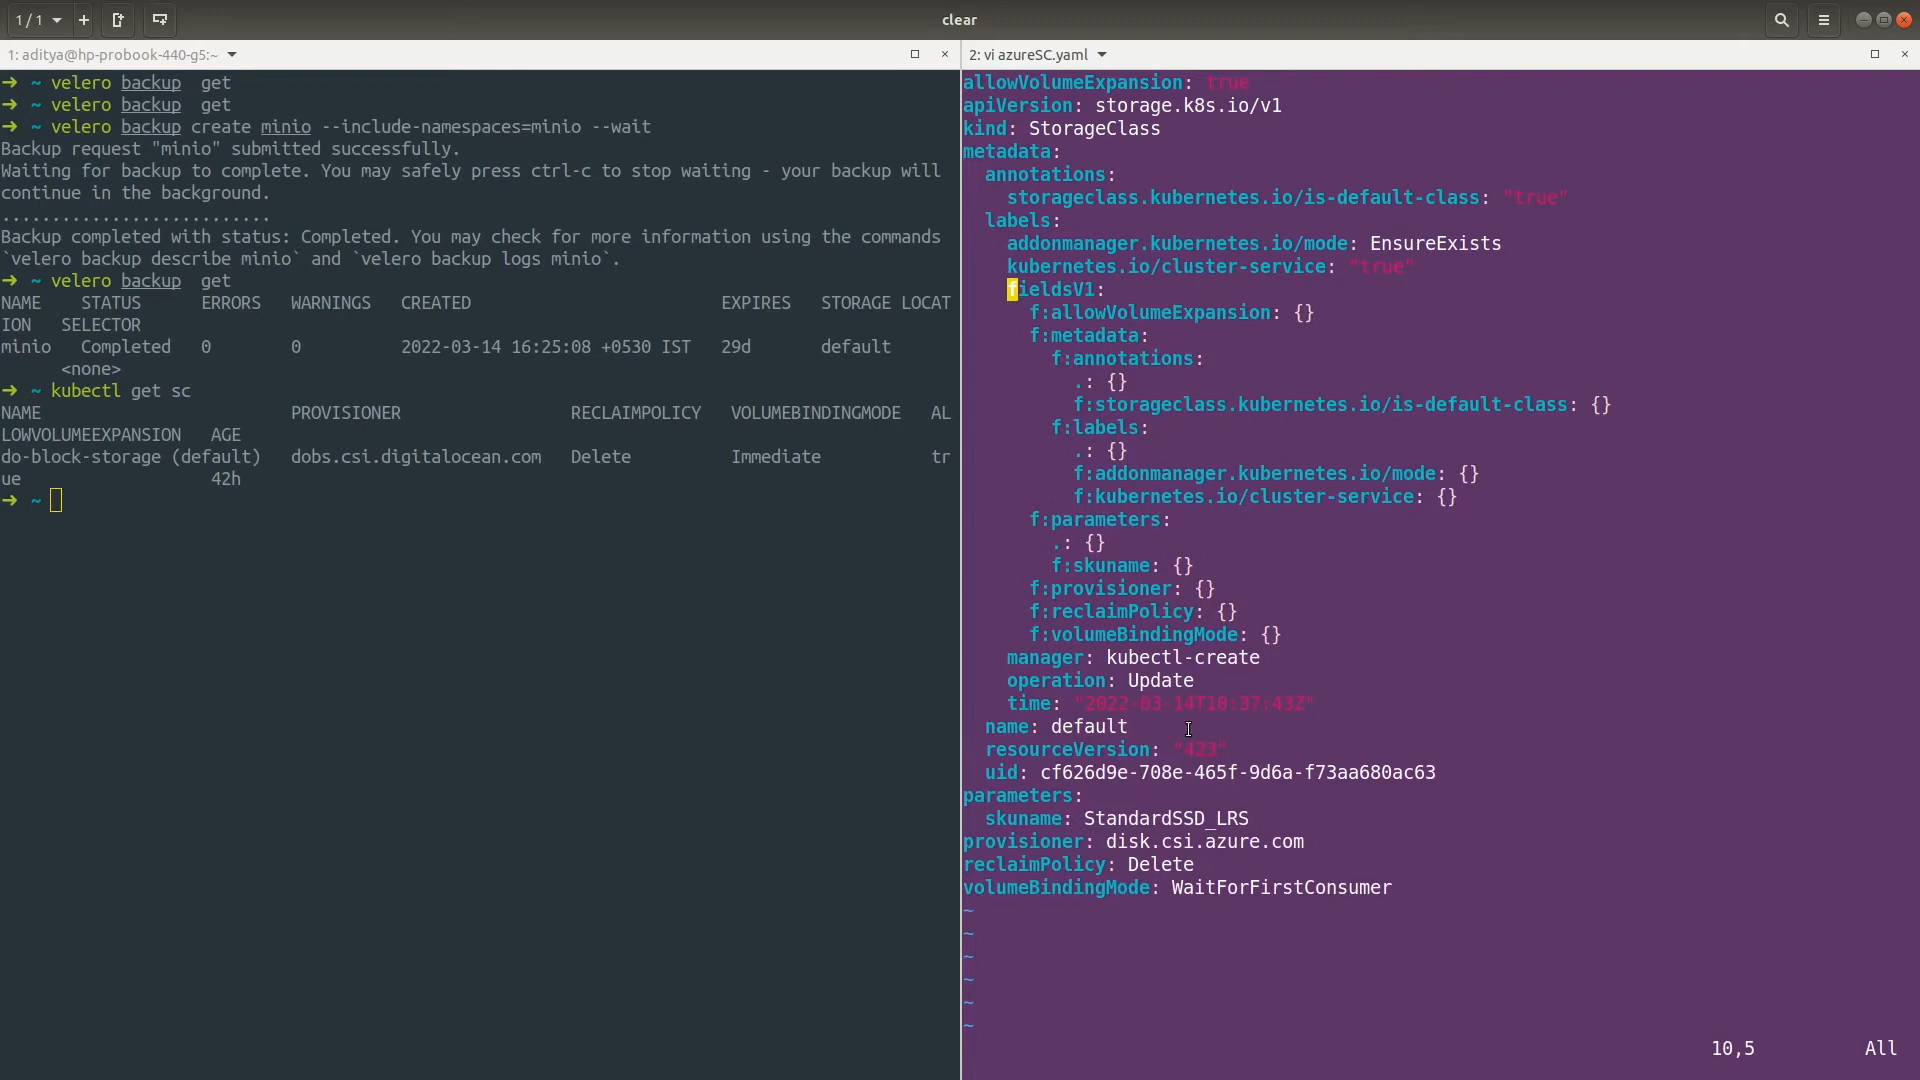 1 / 1
clear
1: aditya@hp-probook-440-g5:~
➜ ~ velero backup  get
➜ ~ velero backup  get
➜ ~ velero backup create minio --include-namespaces=minio --wait
Backup request "minio" submitted successfully.
Waiting for backup to complete. You may safely press ctrl-c to stop waiting - your backup will
continue in the background.
...........................
Backup completed with status: Completed. You may check for more information using the commands
`velero backup describe minio` and `velero backup logs minio`.
➜ ~ velero backup  get
NAME    STATUS      ERRORS   WARNINGS   CREATED                         EXPIRES   STORAGE LOCAT
ION   SELECTOR
minio   Completed   0        0          2022-03-14 16:25:08 +0530 IST   29d       default
      <none>
➜ ~ kubectl get sc
NAME                         PROVISIONER                 RECLAIMPOLICY   VOLUMEBINDINGMODE   AL
LOWVOLUMEEXPANSION   AGE
do-block-storage (default)   dobs.csi.digitalocean.com   Delete          Immediate           tr
ue                   42h
➜ ~
2: vi azureSC.yaml
allowVolumeExpansion: true
apiVersion: storage.k8s.io/v1
kind: StorageClass
metadata:
  annotations:
    storageclass.kubernetes.io/is-default-class: "true"
  labels:
    addonmanager.kubernetes.io/mode: EnsureExists
    kubernetes.io/cluster-service: "true"
    fieldsV1:
      f:allowVolumeExpansion: {}
      f:metadata:
        f:annotations:
          .: {}
          f:storageclass.kubernetes.io/is-default-class: {}
        f:labels:
          .: {}
          f:addonmanager.kubernetes.io/mode: {}
          f:kubernetes.io/cluster-service: {}
      f:parameters:
        .: {}
        f:skuname: {}
      f:provisioner: {}
      f:reclaimPolicy: {}
      f:volumeBindingMode: {}
    manager: kubectl-create
    operation: Update
    time: "2022-03-14T10:37:43Z"
  name: default
  resourceVersion: "423"
  uid: cf626d9e-708e-465f-9d6a-f73aa680ac63
parameters:
  skuname: StandardSSD_LRS
provisioner: disk.csi.azure.com
reclaimPolicy: Delete
volumeBindingMode: WaitForFirstConsumer
~
~
~
~
~
~
10,5          All